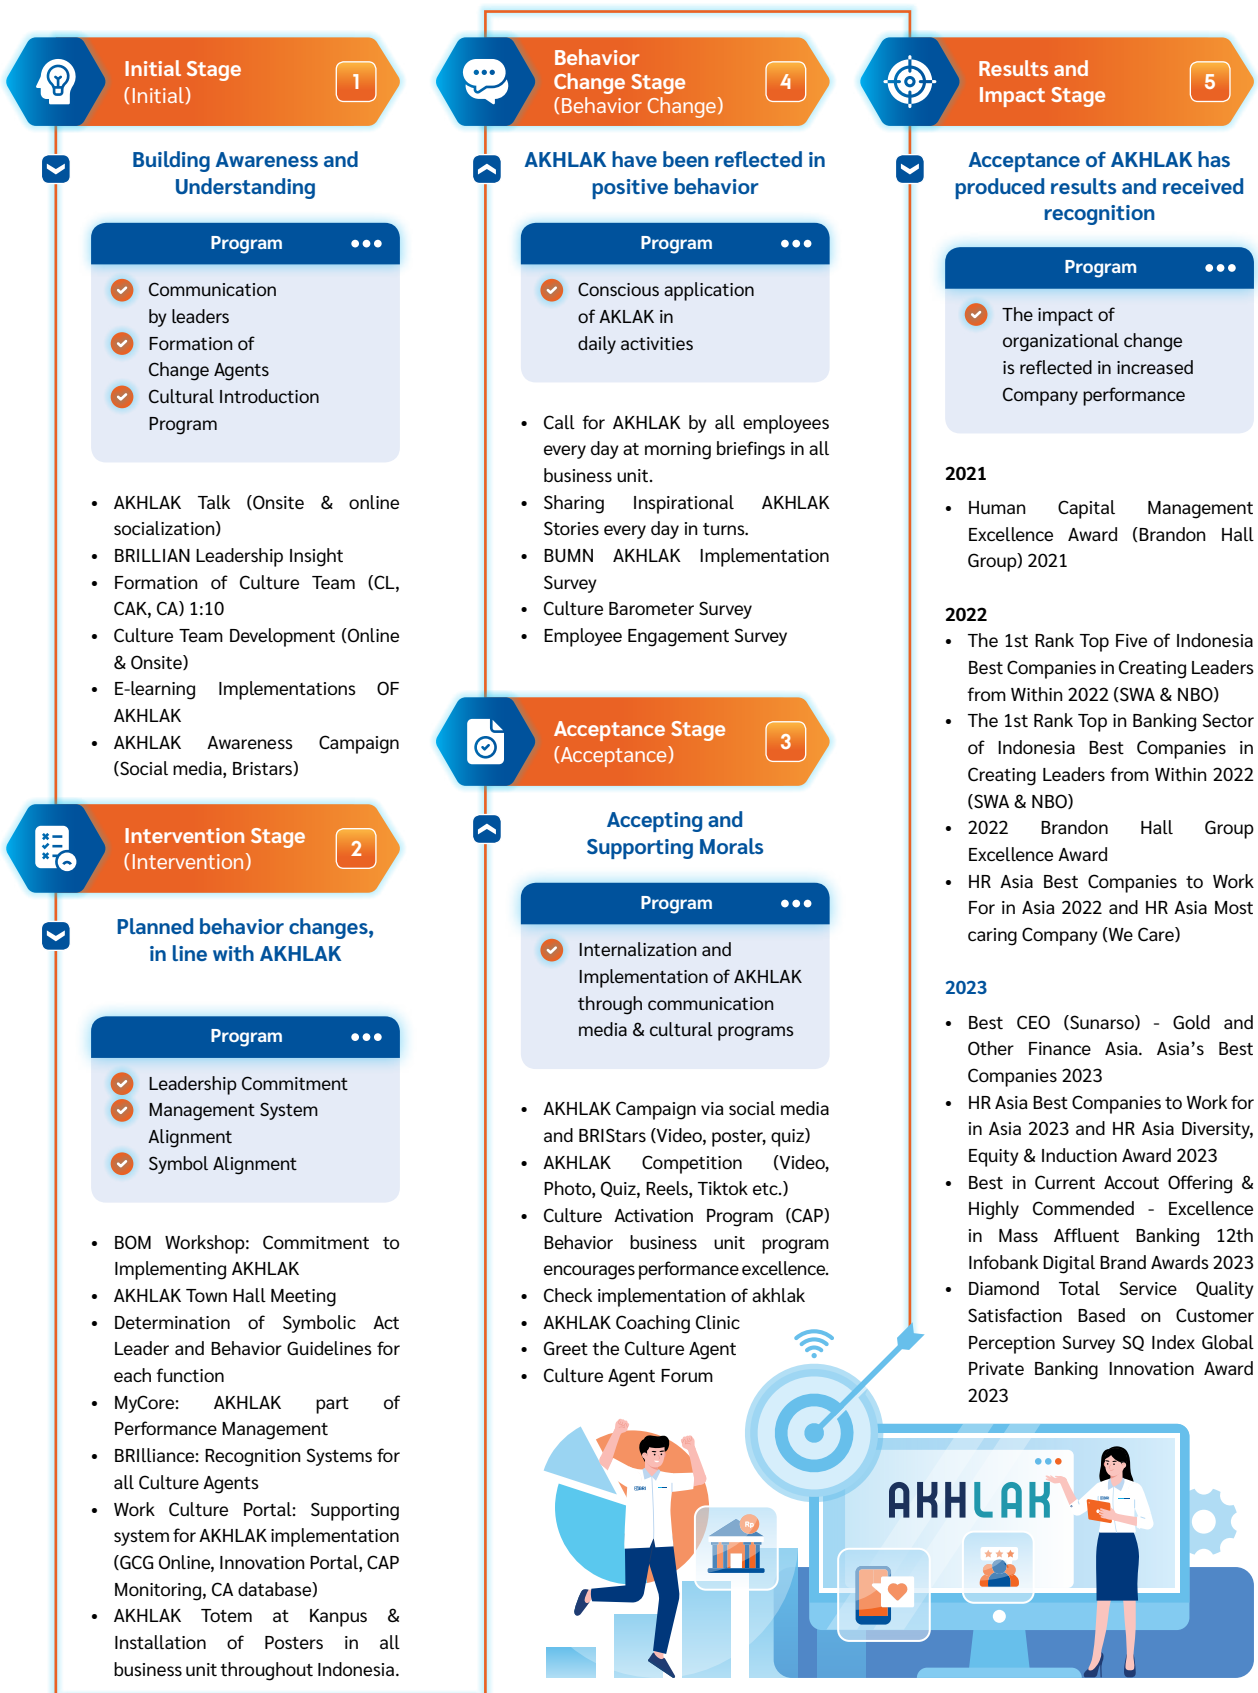 Initial Stage
(Initial)
1
Building Awareness and
Understanding
Program
Communication
by leaders
Formation of
Change Agents
Cultural Introduction
Program
• AKHLAK Talk (Onsite & online
socialization)
• BRILLIAN Leadership Insight
• Formation of Culture Team (CL,
CAK, CA) 1:10
• Culture Team Development (Online
& Onsite)
• E-learning Implementations OF
AKHLAK
• AKHLAK Awareness Campaign
(Social media, Bristars)
Intervention Stage
(Intervention)
2
Planned behavior changes,
in line with AKHLAK
Program
Leadership Commitment
Management System
Alignment
Symbol Alignment
• BOM Workshop: Commitment to
Implementing AKHLAK
• AKHLAK Town Hall Meeting
• Determination of Symbolic Act
Leader and Behavior Guidelines for
each function
• MyCore: AKHLAK part of
Performance Management
• BRIlliance: Recognition Systems for
all Culture Agents
• Work Culture Portal: Supporting
system for AKHLAK implementation
(GCG Online, Innovation Portal, CAP
Monitoring, CA database)
• AKHLAK Totem at Kanpus &
Installation of Posters in all
business unit throughout Indonesia.
Behavior
Change Stage
(Behavior Change)
4
AKHLAK have been reflected in
positive behavior
Program
Conscious application
of AKLAK in
daily activities
• Call for AKHLAK by all employees
every day at morning briefings in all
business unit.
• Sharing Inspirational AKHLAK
Stories every day in turns.
• BUMN AKHLAK Implementation
Survey
• Culture Barometer Survey
• Employee Engagement Survey
Acceptance Stage
(Acceptance)
3
Accepting and
Supporting Morals
Program
Internalization and
Implementation of AKHLAK
through communication
media & cultural programs
• AKHLAK Campaign via social media
and BRIStars (Video, poster, quiz)
• AKHLAK Competition (Video,
Photo, Quiz, Reels, Tiktok etc.)
• Culture Activation Program (CAP)
Behavior business unit program
encourages performance excellence.
• Check implementation of akhlak
• AKHLAK Coaching Clinic
• Greet the Culture Agent
• Culture Agent Forum
Results and
Impact Stage
5
Acceptance of AKHLAK has
produced results and received
recognition
Program
The impact of
organizational change
is reflected in increased
Company performance
2021
• Human Capital Management
Excellence Award (Brandon Hall
Group) 2021
2022
• The 1st Rank Top Five of Indonesia
Best Companies in Creating Leaders
from Within 2022 (SWA & NBO)
• The 1st Rank Top in Banking Sector
of Indonesia Best Companies in
Creating Leaders from Within 2022
(SWA & NBO)
• 2022 Brandon Hall Group
Excellence Award
• HR Asia Best Companies to Work
For in Asia 2022 and HR Asia Most
caring Company (We Care)
2023
• Best CEO (Sunarso) - Gold and
Other Finance Asia. Asia’s Best
Companies 2023
• HR Asia Best Companies to Work for
in Asia 2023 and HR Asia Diversity,
Equity & Induction Award 2023
• Best in Current Accout Offering &
Highly Commended - Excellence
in Mass Affluent Banking 12th
Infobank Digital Brand Awards 2023
• Diamond Total Service Quality
Satisfaction Based on Customer
Perception Survey SQ Index Global
Private Banking Innovation Award
2023
BRI
Rp
AKHLAK